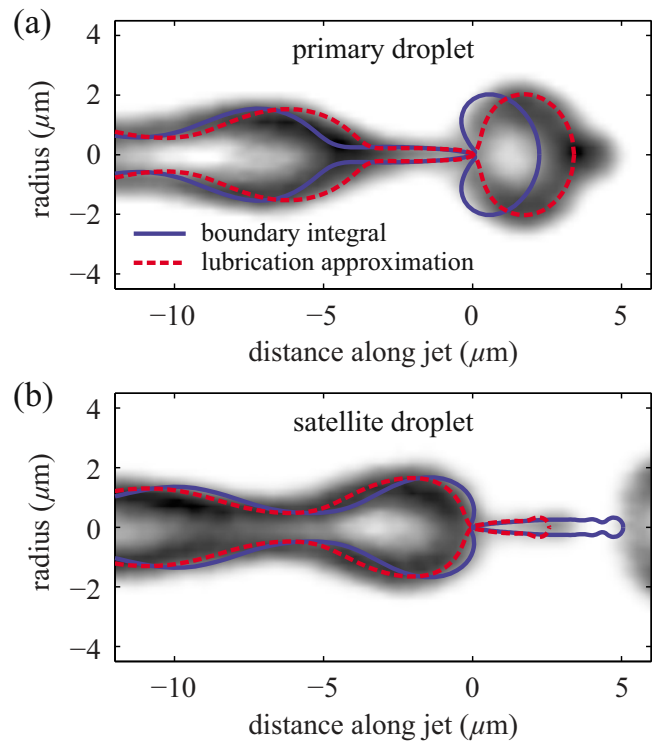 (a)
4
2
0
−2
−4
radius (μm)
primary droplet
boundary integral
lubrication approximation
−10
−5
0
5
distance along jet (μm)
(b)
4
2
0
−2
−4
radius (μm)
satellite droplet
−10
−5
0
5
distance along jet (μm)